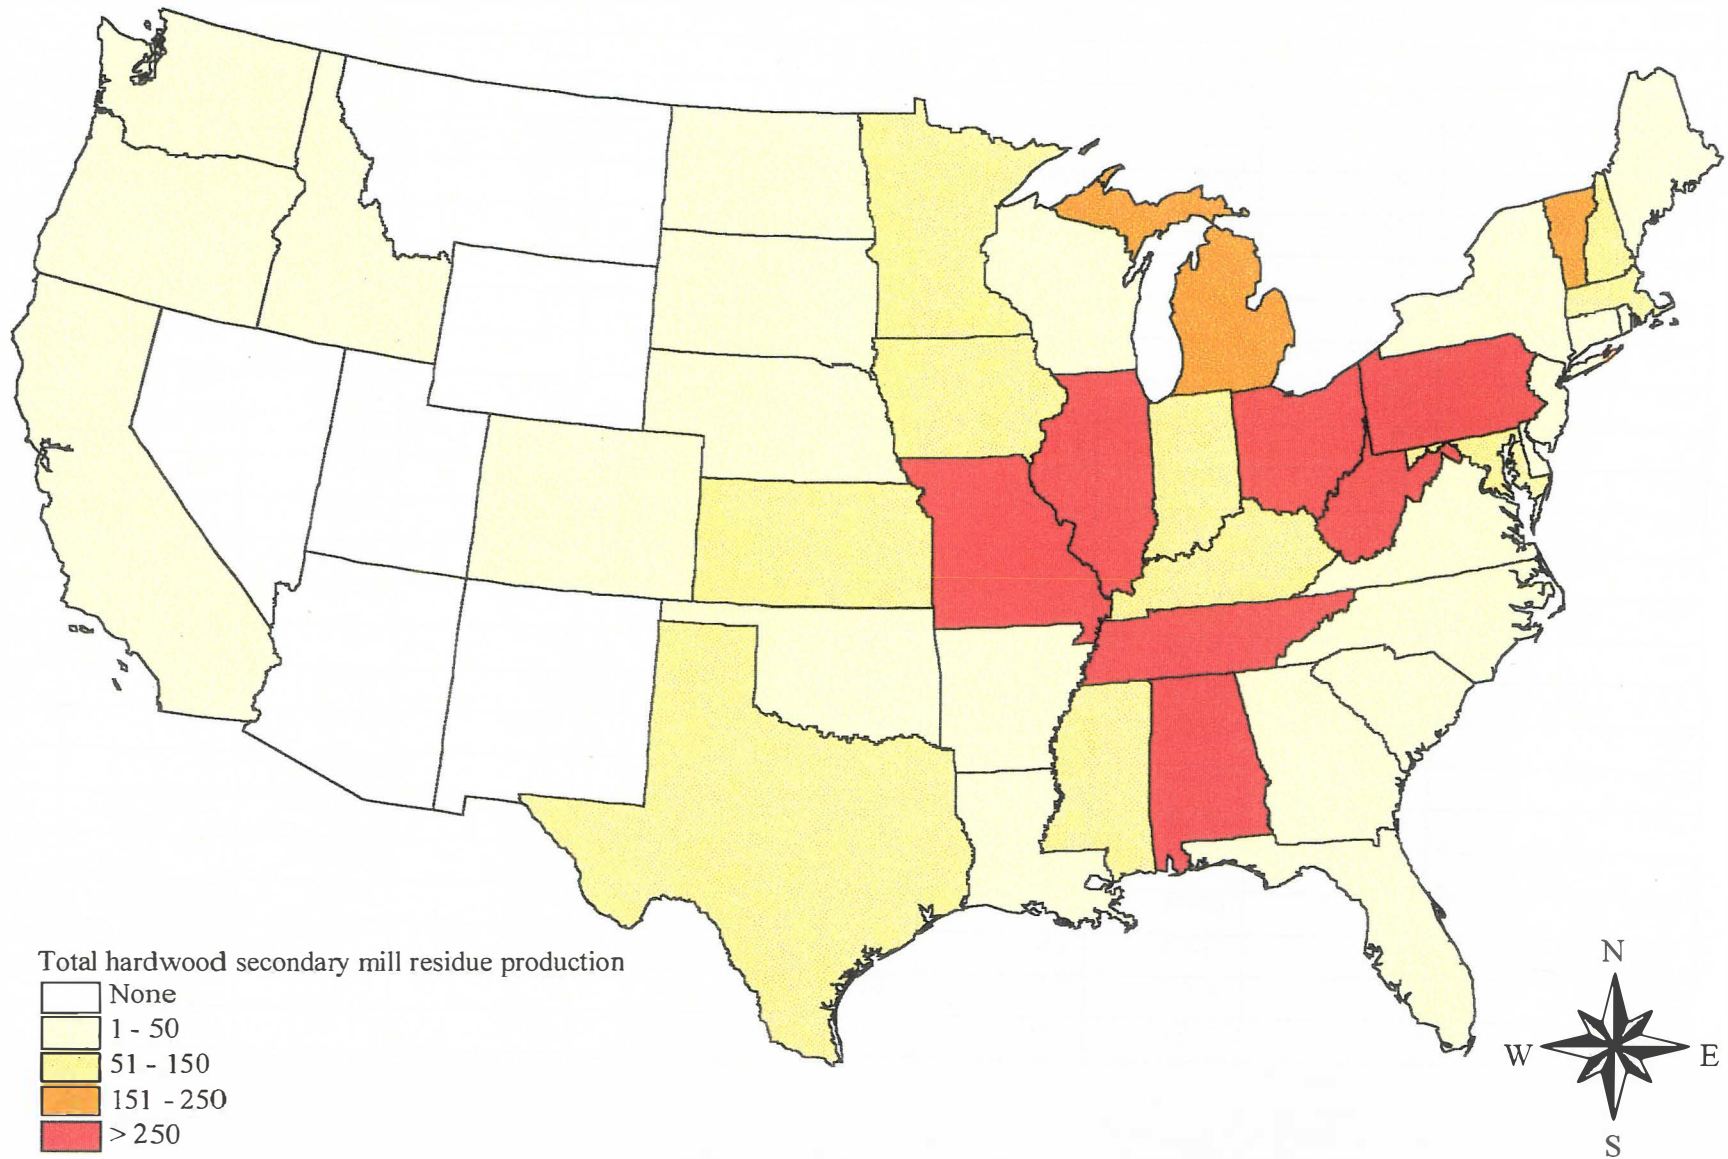 Total hardwood secondary mill residue production
None
1 - 50
51 - 150
151 - 250
> 250
N
W E
S